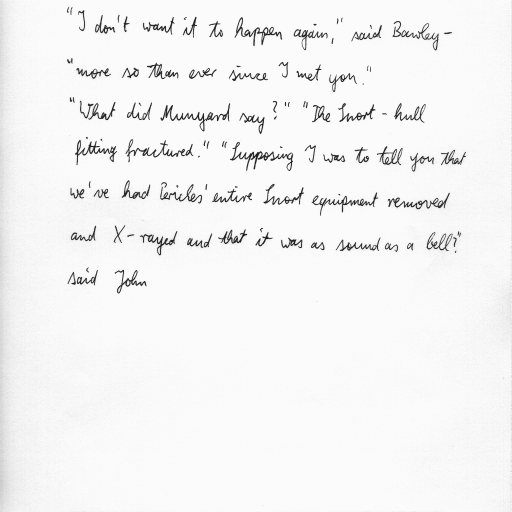 "I don't want it to happen again," said Bawley-
"more so than ever since I met you."
"What did Munyard say?" "The Snort-hull
fitting fractured." "Supposing I was to tell you that
we've had Pericles' entire Snort equipment removed
and X-rayed and that it was as sound as a bell?"
said John